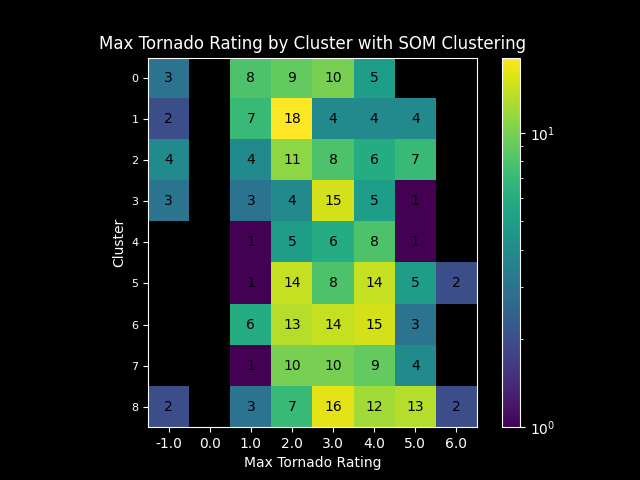 Max Tornado Rating by Cluster with SOM Clustering
0 3 8 9 10 5
1 2 7 18 4 4 4
2 4 4 11 8 6 7
3 3 3 4 15 5 1
4 1 5 6 8 1
5 1 14 8 14 5 2
6 6 13 14 15 3
7 1 10 10 9 4
8 2 3 7 16 12 13 2
-1.0 0.0 1.0 2.0 3.0 4.0 5.0 6.0
Max Tornado Rating
Cluster
10¹
10⁰